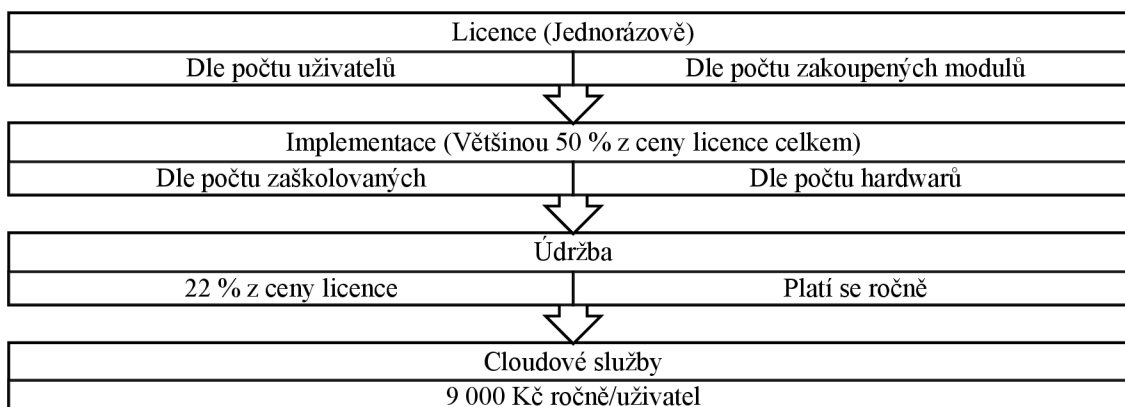 Licence (Jednorázově)
Dle počtu uživatelů
Dle počtu zakoupených modulů
Implementace (Většinou 50 % z ceny licence celkem)
Dle počtu zaškolovaných
Dle počtu hardwarů
Údržba
22 % z ceny licence
Platí se ročně
Cloudové služby
9 000 Kč ročně/uživatel